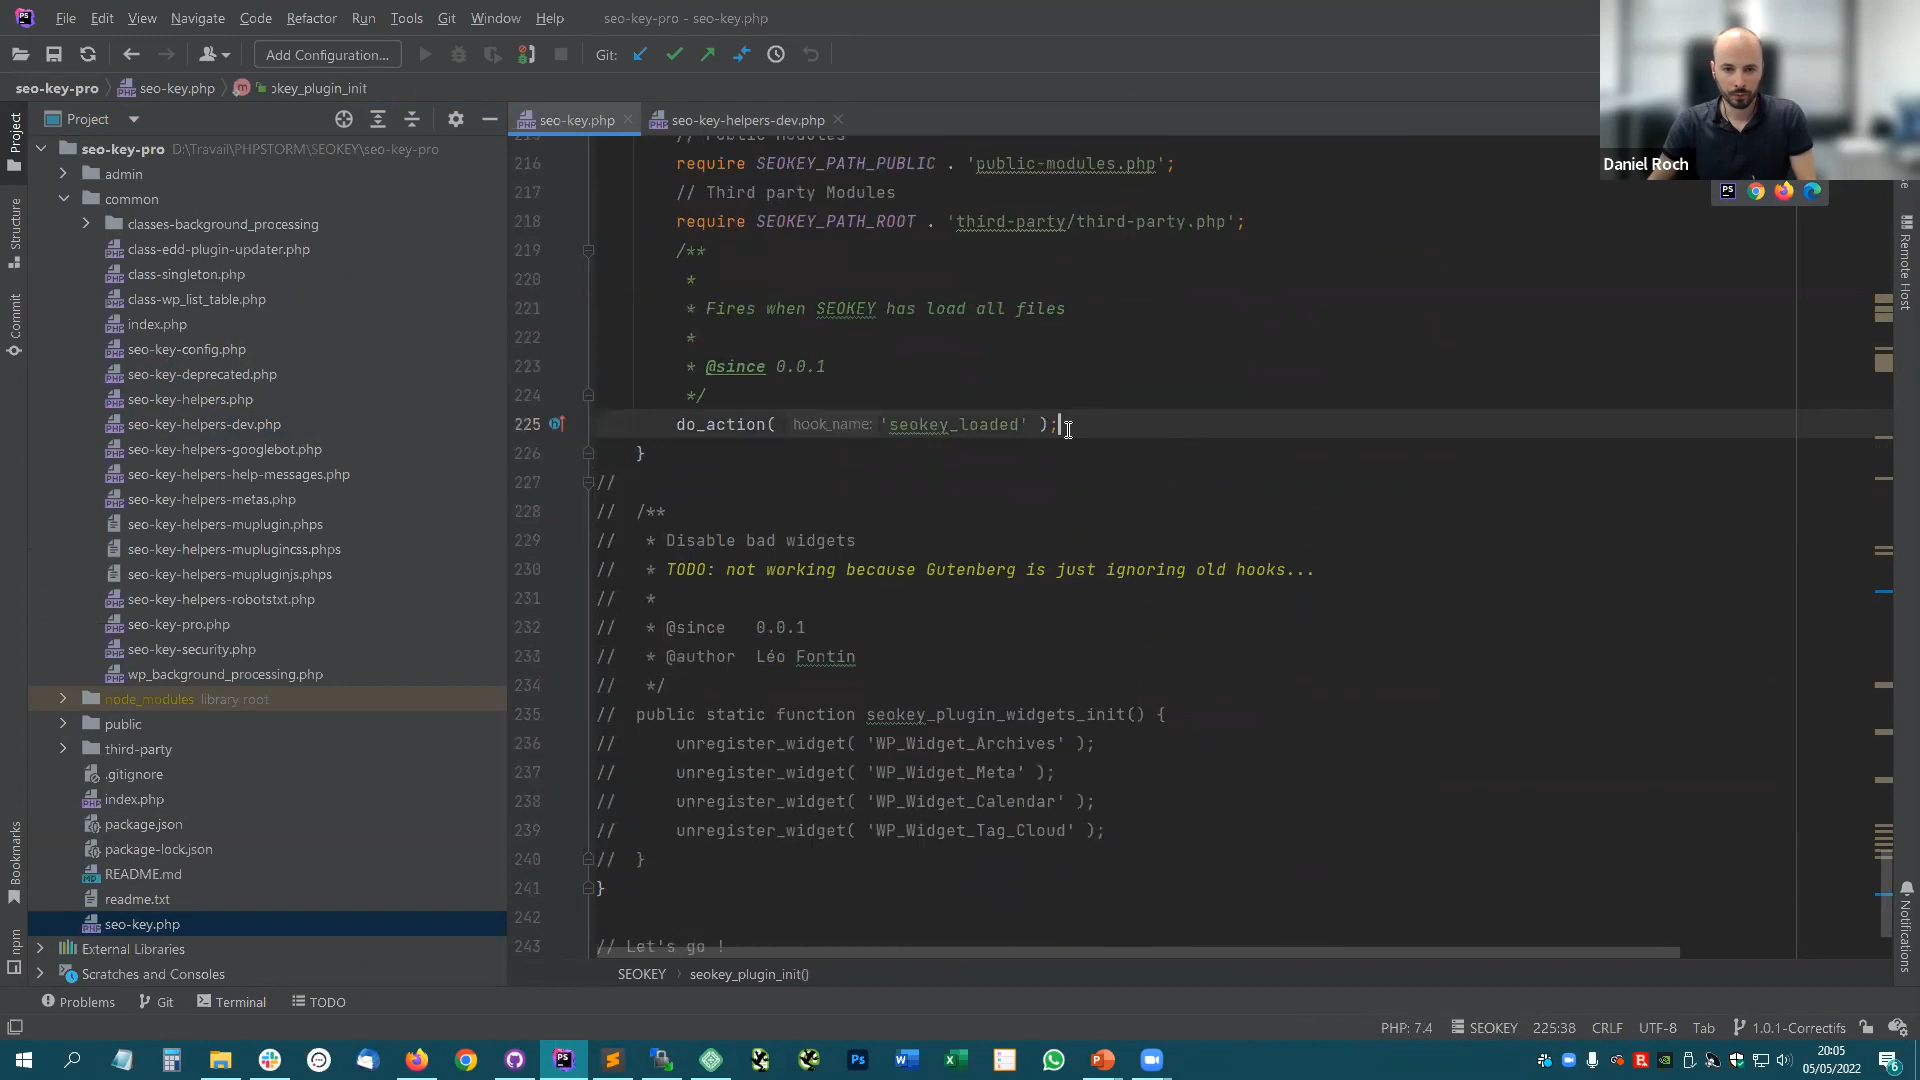 File Edit View Navigate Code Refactor Run Tools Git Window Help seo-key-pro - seo-key.php
Add Configuration... Git:
seo-key-pro seo-key.php okey_plugin_init
Project
seo-key.php seo-key-helpers-dev.php
Project
Structure
Commit
Bookmarks
npm
seo-key-pro D:\Travail\PHPSTORM\SEOKEY\seo-key-pro
admin
common
classes-background_processing
class-edd-plugin-updater.php
class-singleton.php
class-wp_list_table.php
index.php
seo-key-config.php
seo-key-deprecated.php
seo-key-helpers.php
seo-key-helpers-dev.php
seo-key-helpers-googlebot.php
seo-key-helpers-help-messages.php
seo-key-helpers-metas.php
seo-key-helpers-muplugin.phps
seo-key-helpers-muplugincss.phps
seo-key-helpers-mupluginjs.phps
seo-key-helpers-robotstxt.php
seo-key-pro.php
seo-key-security.php
wp_background_processing.php
node_modules library root
public
third-party
.gitignore
index.php
package.json
package-lock.json
README.md
readme.txt
seo-key.php
External Libraries
Scratches and Consoles
215 // Public Modules
216 require SEOKEY_PATH_PUBLIC . 'public-modules.php';
217 // Third party Modules
218 require SEOKEY_PATH_ROOT . 'third-party/third-party.php';
219 /**
220 *
221 * Fires when SEOKEY has load all files
222 *
223 * @since 0.0.1
224 */
225 do_action( hook_name: 'seokey_loaded' );
226 }
227 //
228 // /**
229 // * Disable bad widgets
230 // * TODO: not working because Gutenberg is just ignoring old hooks...
231 // *
232 // * @since 0.0.1
233 // * @author Léo Fontin
234 // */
235 // public static function seokey_plugin_widgets_init() {
236 // unregister_widget( 'WP_Widget_Archives' );
237 // unregister_widget( 'WP_Widget_Meta' );
238 // unregister_widget( 'WP_Widget_Calendar' );
239 // unregister_widget( 'WP_Widget_Tag_Cloud' );
240 // }
241 }
242
243 // Let's go !
SEOKEY › seokey_plugin_init()
Daniel Roch
Remote Host
Notifications
Problems Git Terminal TODO
PHP: 7.4 SEOKEY 225:38 CRLF UTF-8 Tab 1.0.1-Correctifs
20:05
05/05/2022
6